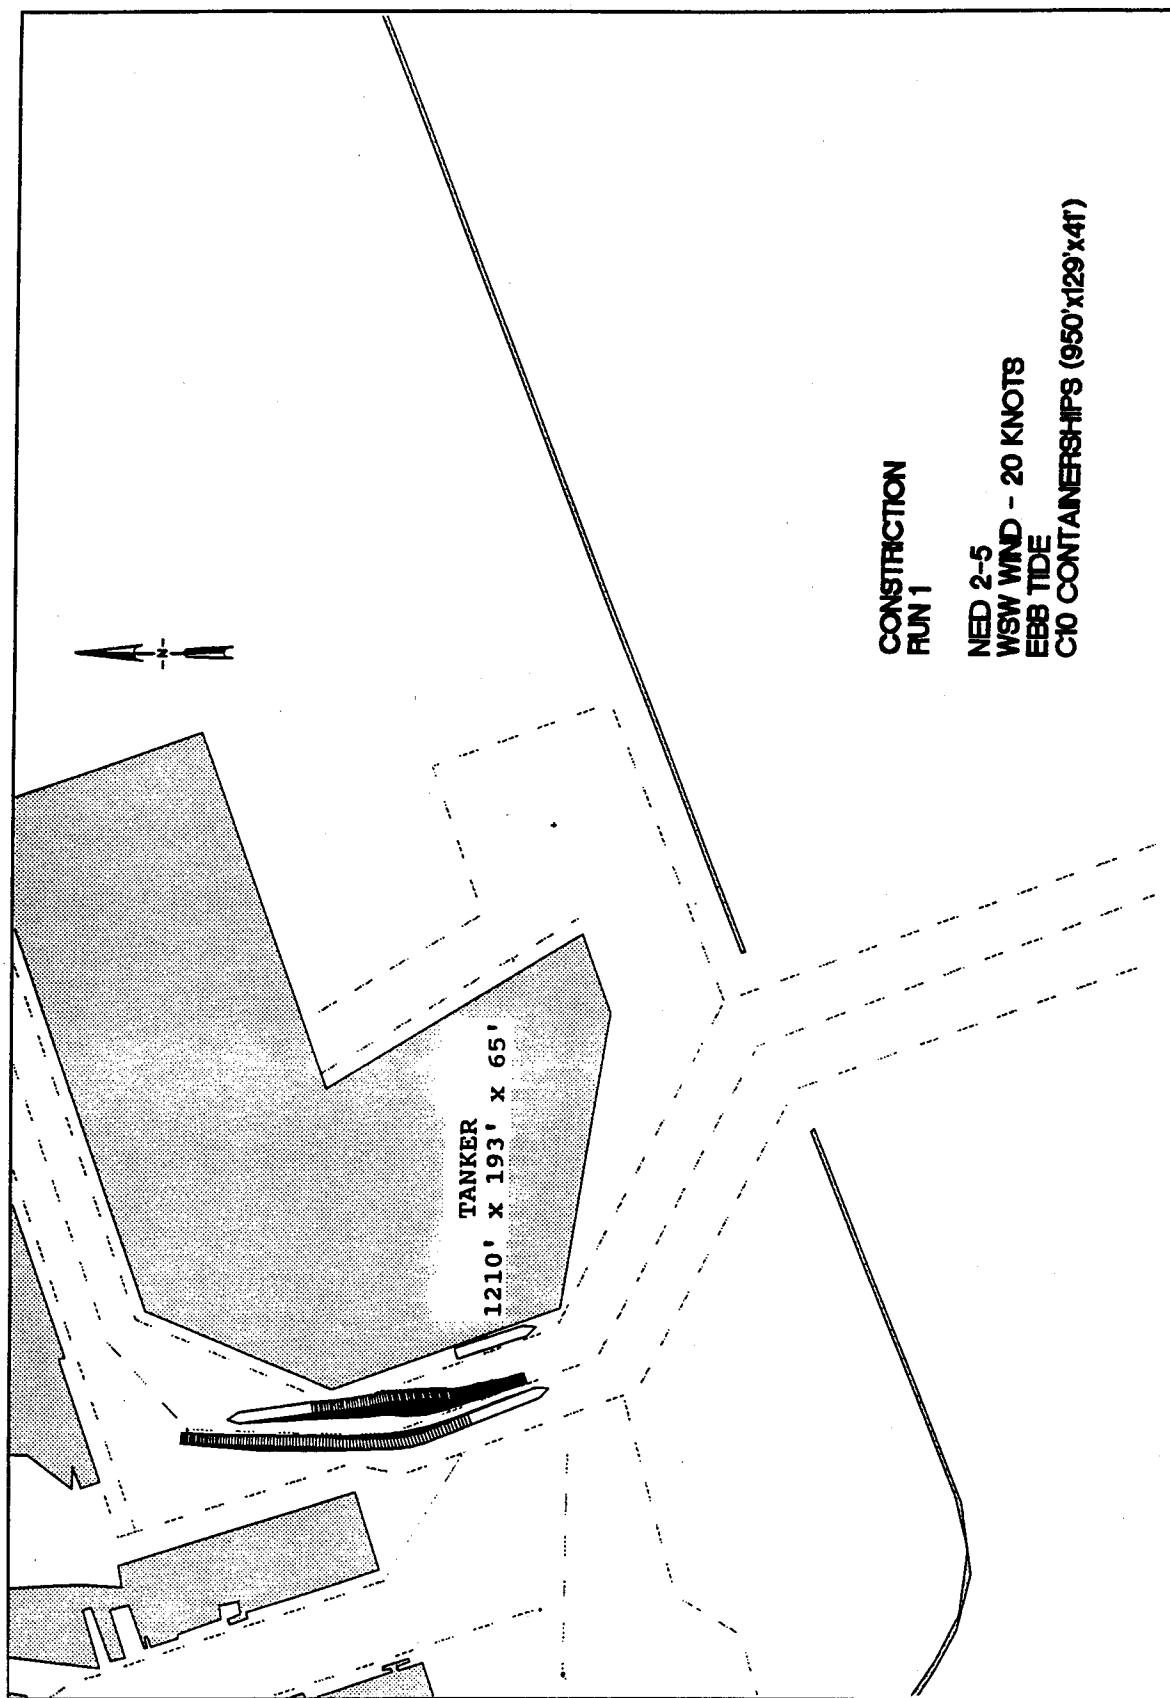 -N-
TANKER
1210' x 193' x 65'
CONSTRICTION
RUN 1
NED 2-5
WSW WIND - 20 KNOTS
EBB TIDE
C10 CONTAINERSHIPS (950'x129'x41')